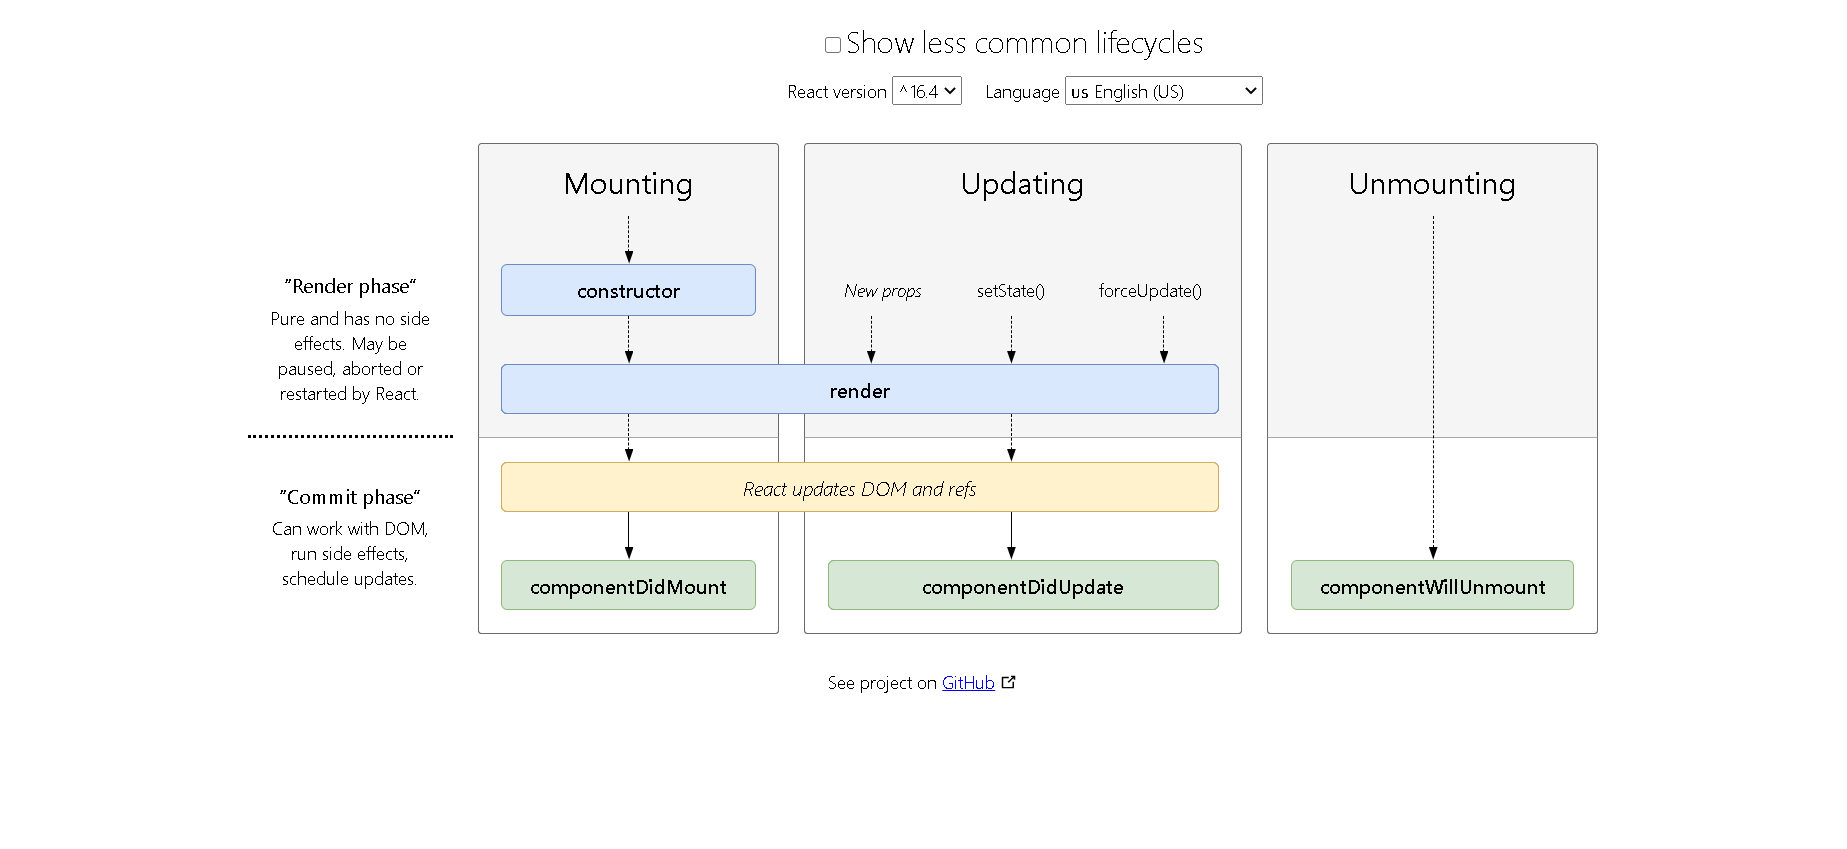 Show less common lifecycles
React version ^16.4 Language us English (US)
Mounting
Updating
Unmounting
”Render phase“
Pure and has no side
effects. May be
paused, aborted or
restarted by React.
constructor
New props
setState()
forceUpdate()
render
”Commit phase“
Can work with DOM,
run side effects,
schedule updates.
React updates DOM and refs
componentDidMount
componentDidUpdate
componentWillUnmount
See project on GitHub